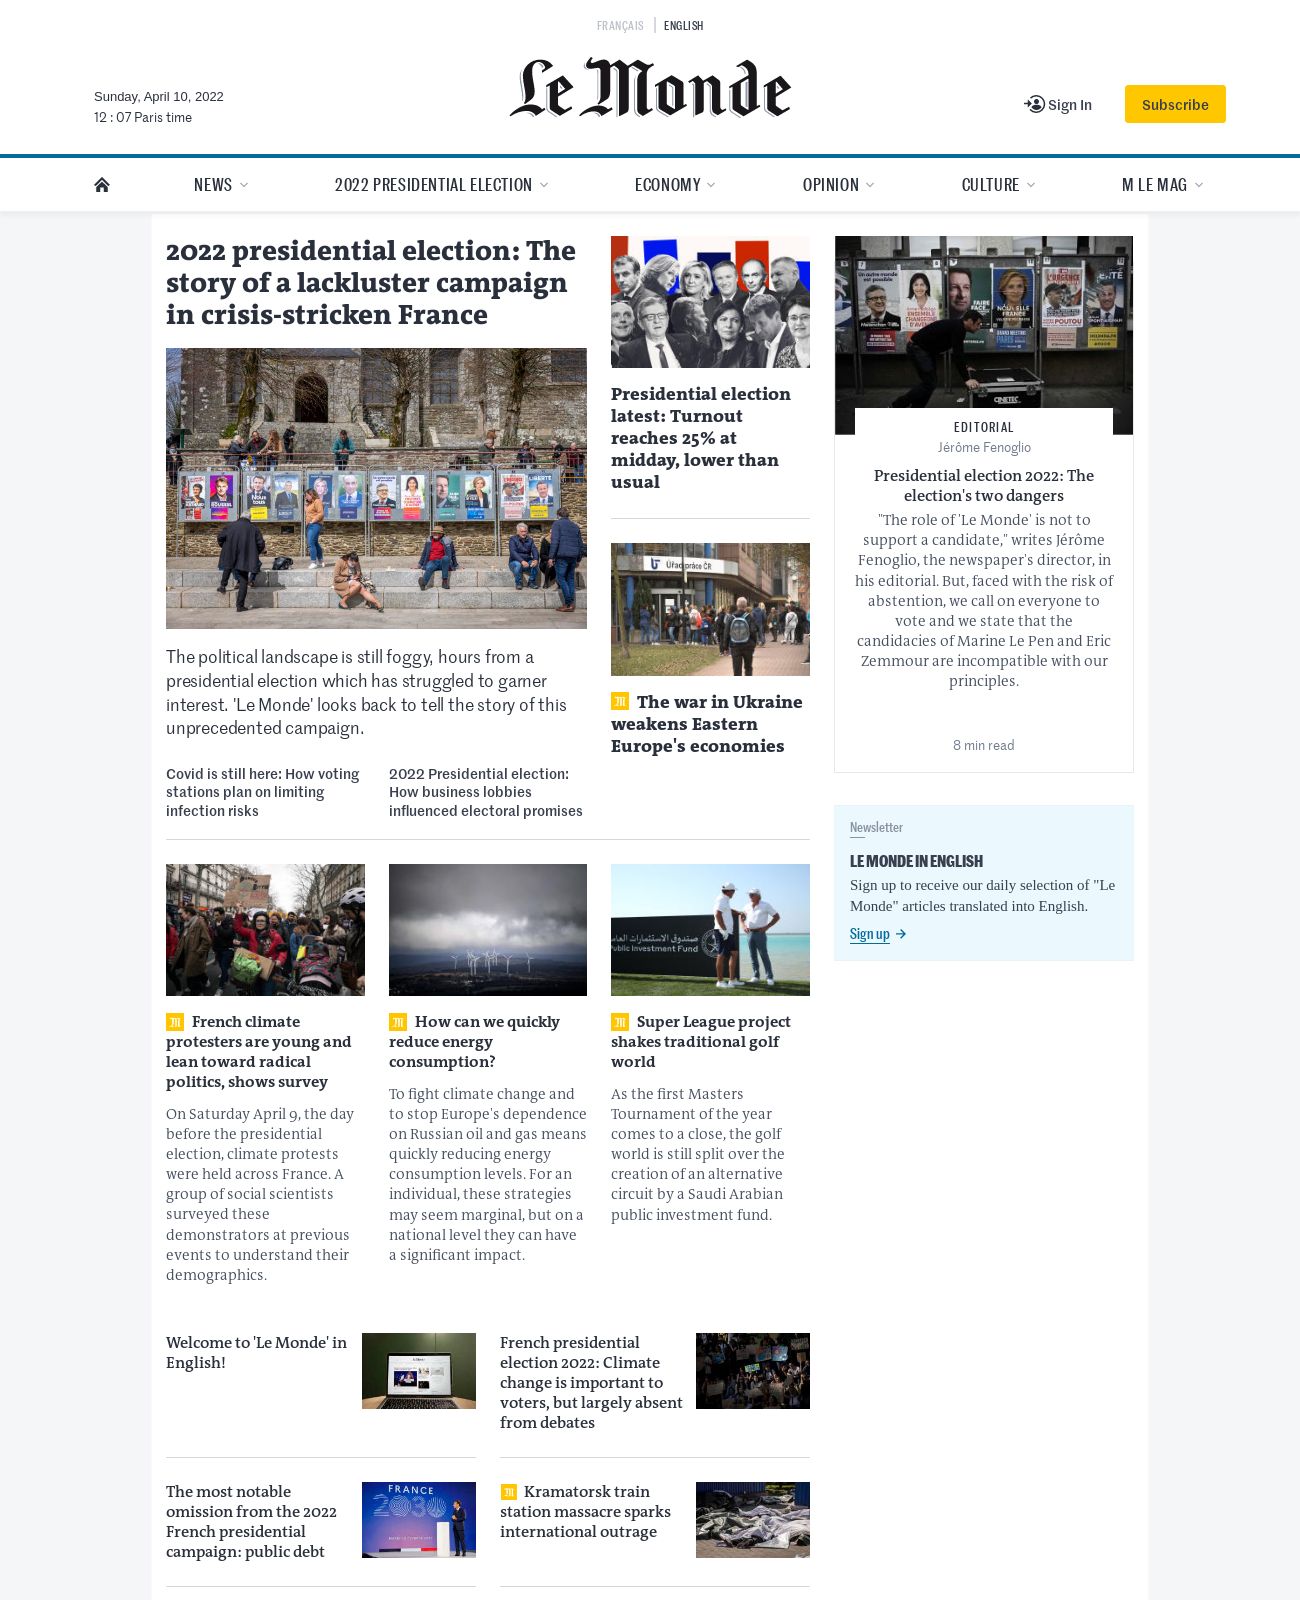 FRANÇAIS
ENGLISH
Le Monde
Sunday, April 10, 2022
12 : 07 Paris time
Sign In
Subscribe
NEWS
2022 PRESIDENTIAL ELECTION
ECONOMY
OPINION
CULTURE
M LE MAG
2022 presidential election: The
story of a lackluster campaign
in crisis-stricken France
The political landscape is still foggy, hours from a
presidential election which has struggled to garner
interest. 'Le Monde' looks back to tell the story of this
unprecedented campaign.
Covid is still here: How voting
stations plan on limiting
infection risks
2022 Presidential election:
How business lobbies
influenced electoral promises
Presidential election
latest: Turnout
reaches 25% at
midday, lower than
usual
Úřad práce ČR
The war in Ukraine
weakens Eastern
Europe's economies
EDITORIAL
Jérôme Fenoglio
Presidential election 2022: The
election's two dangers
"The role of 'Le Monde' is not to
support a candidate," writes Jérôme
Fenoglio, the newspaper's director, in
his editorial. But, faced with the risk of
abstention, we call on everyone to
vote and we state that the
candidacies of Marine Le Pen and Eric
Zemmour are incompatible with our
principles.
8 min read
Newsletter
LE MONDE IN ENGLISH
Sign up to receive our daily selection of "Le
Monde" articles translated into English.
Sign up
French climate
protesters are young and
lean toward radical
politics, shows survey
On Saturday April 9, the day
before the presidential
election, climate protests
were held across France. A
group of social scientists
surveyed these
demonstrators at previous
events to understand their
demographics.
How can we quickly
reduce energy
consumption?
To fight climate change and
to stop Europe's dependence
on Russian oil and gas means
quickly reducing energy
consumption levels. For an
individual, these strategies
may seem marginal, but on a
national level they can have
a significant impact.
صندوق الاستثمارات العامة
Public Investment Fund
Super League project
shakes traditional golf
world
As the first Masters
Tournament of the year
comes to a close, the golf
world is still split over the
creation of an alternative
circuit by a Saudi Arabian
public investment fund.
Welcome to 'Le Monde' in
English!
French presidential
election 2022: Climate
change is important to
voters, but largely absent
from debates
The most notable
omission from the 2022
French presidential
campaign: public debt
FRANCE
2030
Kramatorsk train
station massacre sparks
international outrage